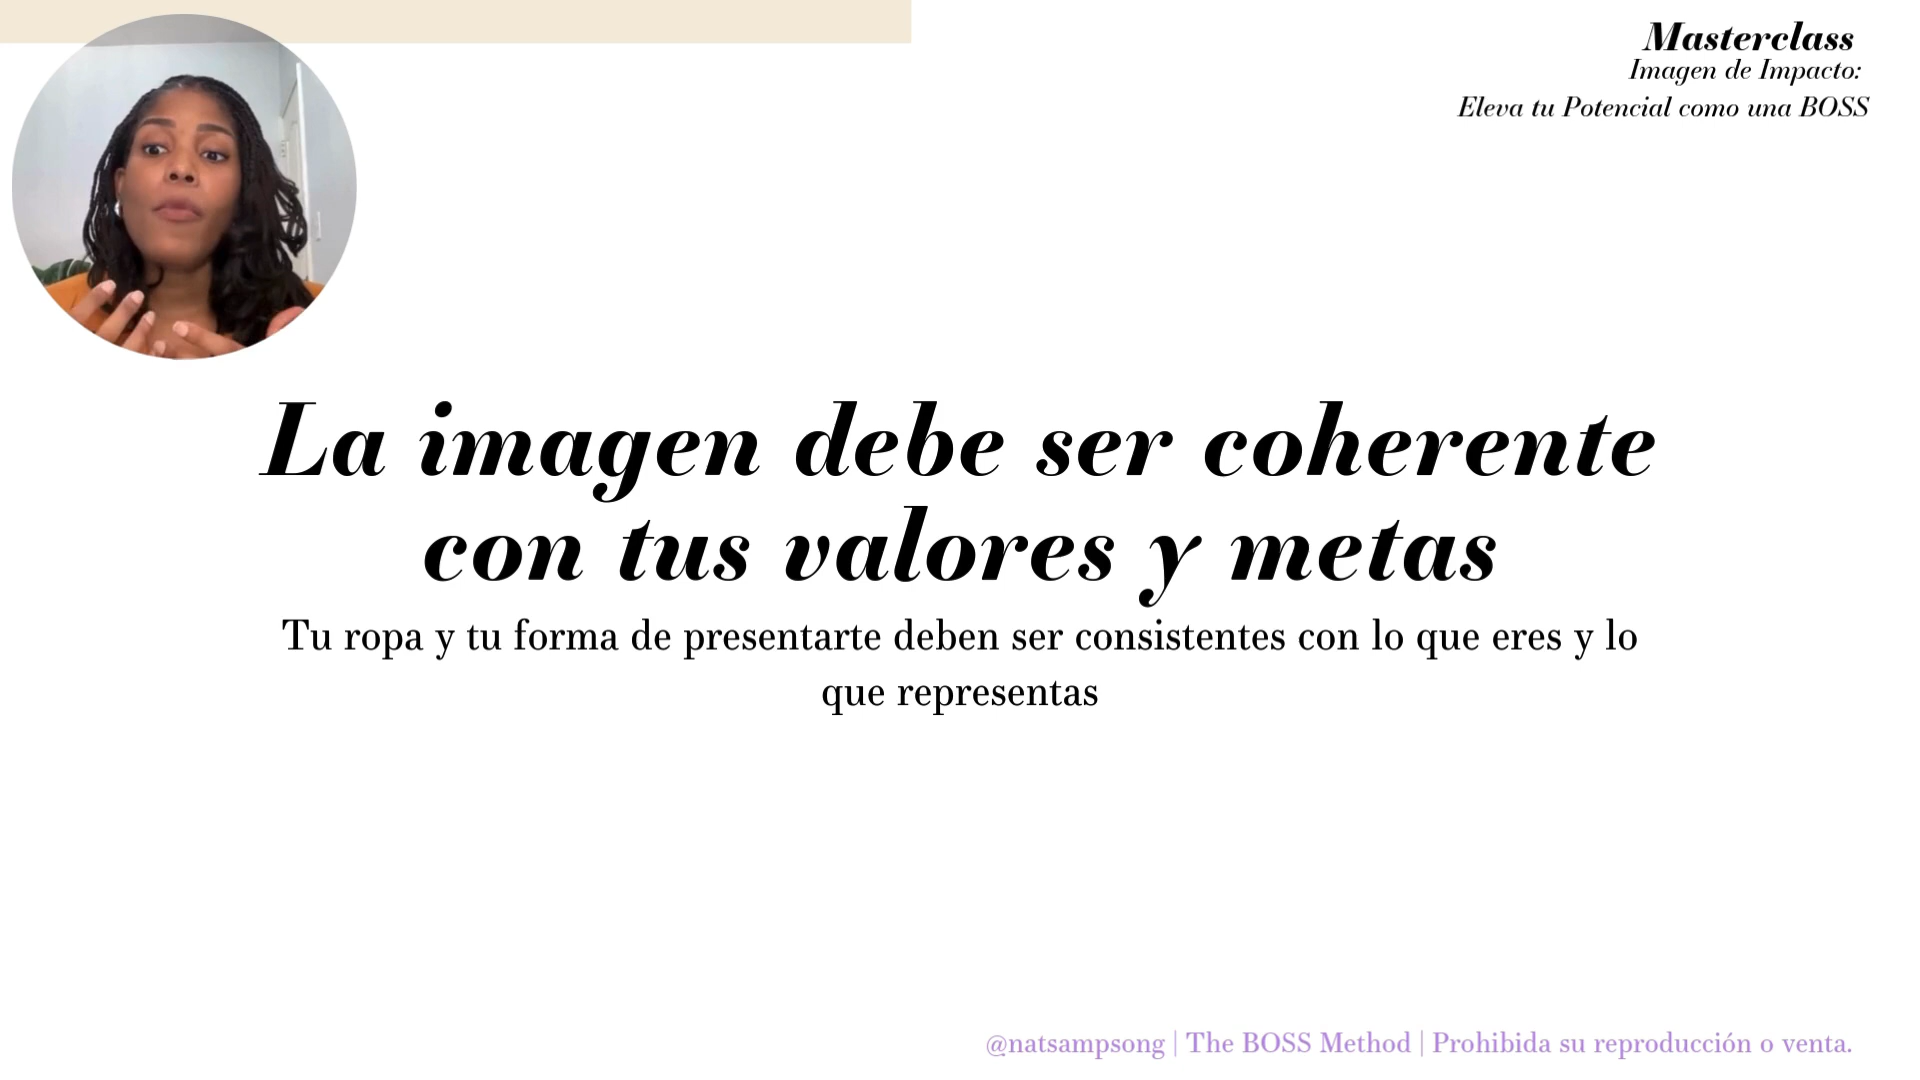 Masterclass
Imagen de Impacto:
Eleva tu Potencial como una BOSS
La imagen debe ser coherente
con tus valores y metas
Tu ropa y tu forma de presentarte deben ser consistentes con lo que eres y lo
que representas
@natsampsong | The BOSS Method | Prohibida su reproducción o venta.